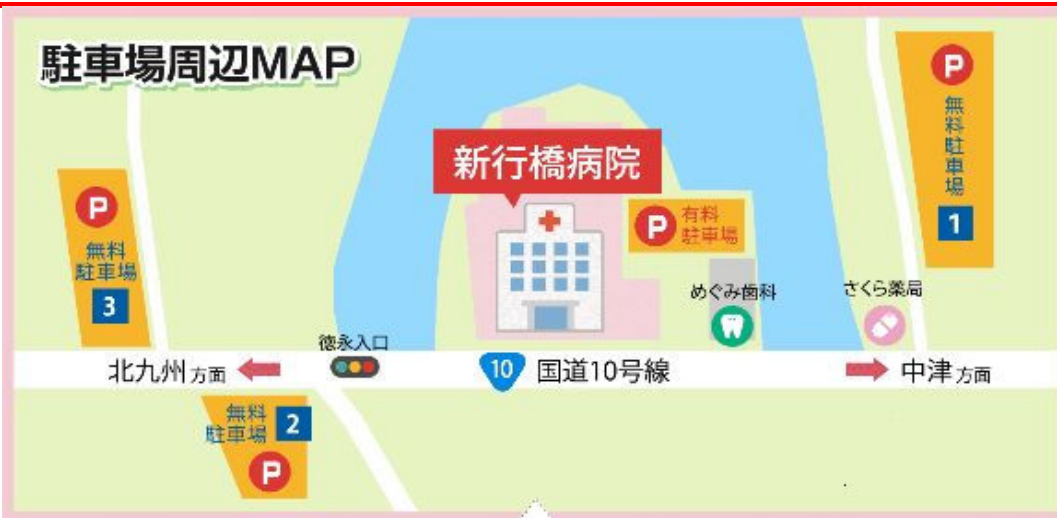 駐車場周辺MAP
P
無料駐車場
1
新行橋病院
P
有料
駐車場
P
無料
駐車場
3
めぐみ歯科
さくら薬局
徳永入口
北九州方面
10
国道10号線
中津方面
無料
駐車場
2
P